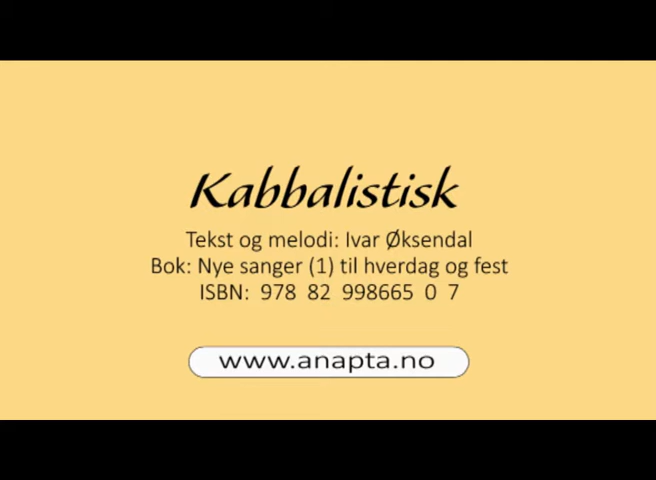 Kabbalistisk
Tekst og melodi: Ivar Øksendal
Bok: Nye sanger (1) til hverdag og fest
ISBN: 978 82 998665 0 7
www.anapta.no